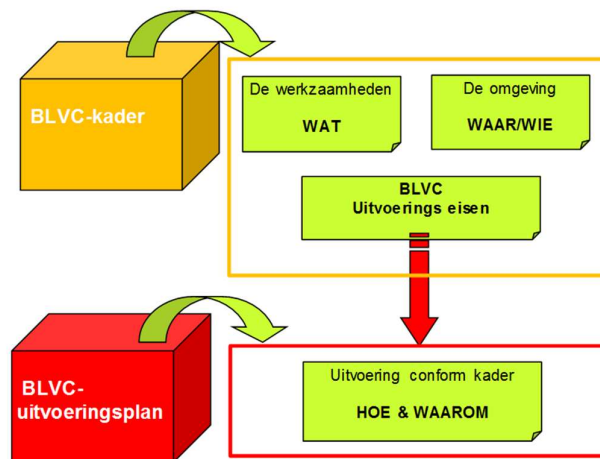 BLVC-kader
De werkzaamheden
WAT
De omgeving
WAAR/WIE
BLVC
Uitvoerings eisen
BLVC-
uitvoeringsplan
Uitvoering conform kader
HOE & WAAROM